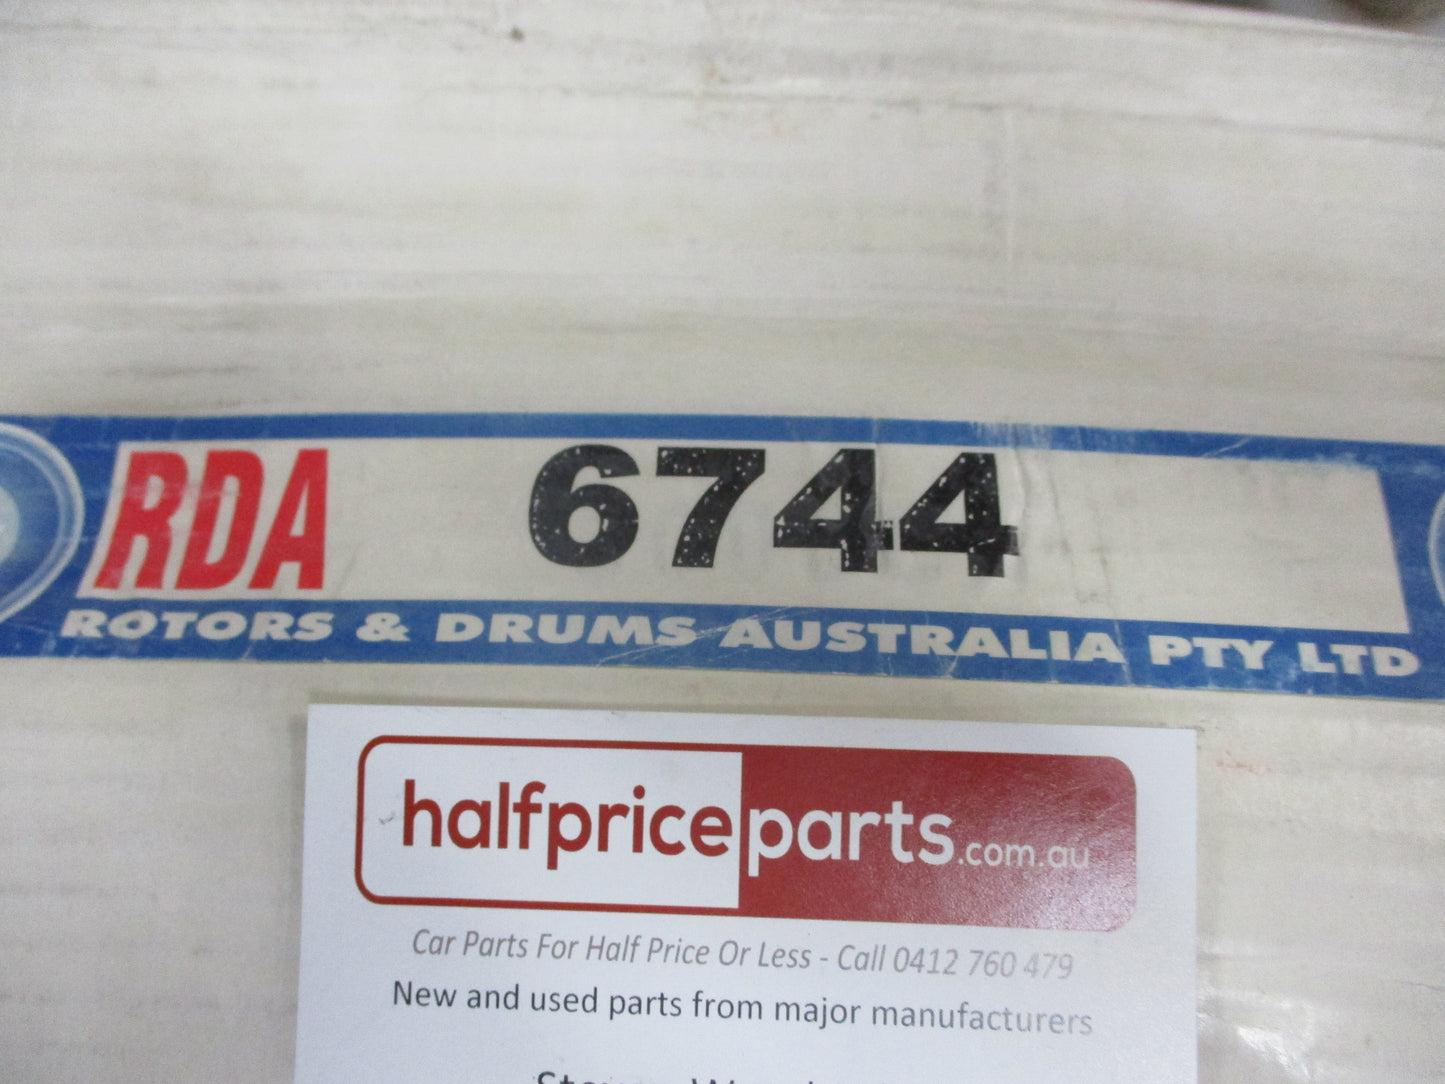 RDA 6744
ROTORS & DRUMS AUSTRALIA PTY LTD
halfpriceparts.com.au
Car Parts For Half Price Or Less - Call 0412 760 479
New and used parts from major manufacturers